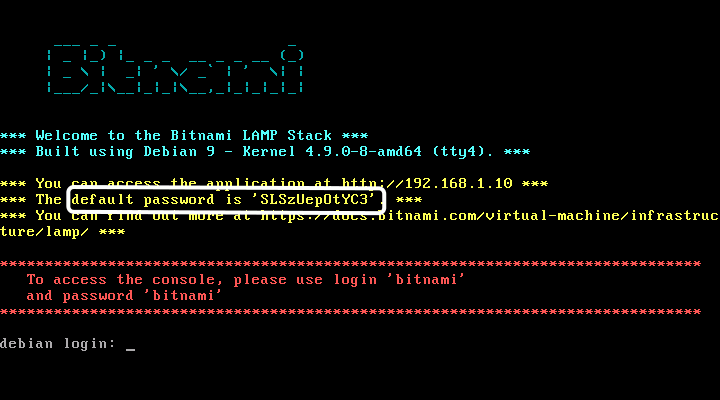 Bitnami
*** Welcome to the Bitnami LAMP Stack ***
*** Built using Debian 9 - Kernel 4.9.0-8-amd64 (tty4). ***
*** You can access the application at http://192.168.1.10 ***
*** The default password is 'SLSzUepOtYC3'. ***
*** You can find out more at https://docs.bitnami.com/virtual-machine/infrastruc
ture/lamp/ ***
******************************************************************************
To access the console, please use login 'bitnami'
and password 'bitnami'
******************************************************************************
debian login: _